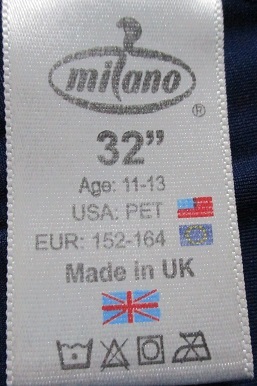 milano
®
32”
Age: 11-13
USA: PET
EUR: 152-164
Made in UK